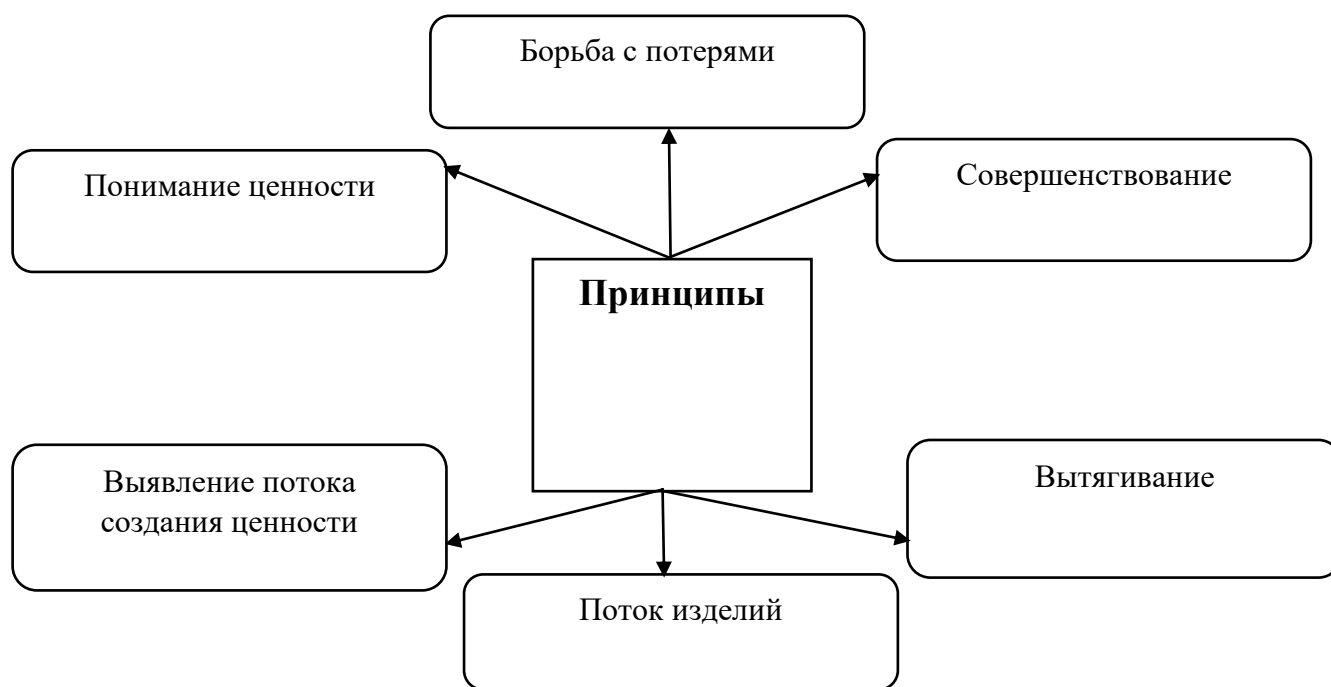 Борьба с потерями
Понимание ценности
Совершенствование
Принципы
Выявление потока
создания ценности
Вытягивание
Поток изделий